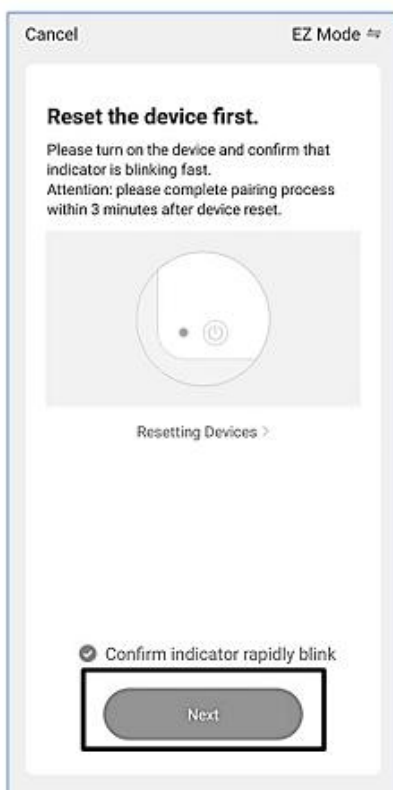 Cancel EZ Mode ⇋
Reset the device first.
Please turn on the device and confirm that
indicator is blinking fast.
Attention: please complete pairing process
within 3 minutes after device reset.
Resetting Devices >
Confirm indicator rapidly blink
Next